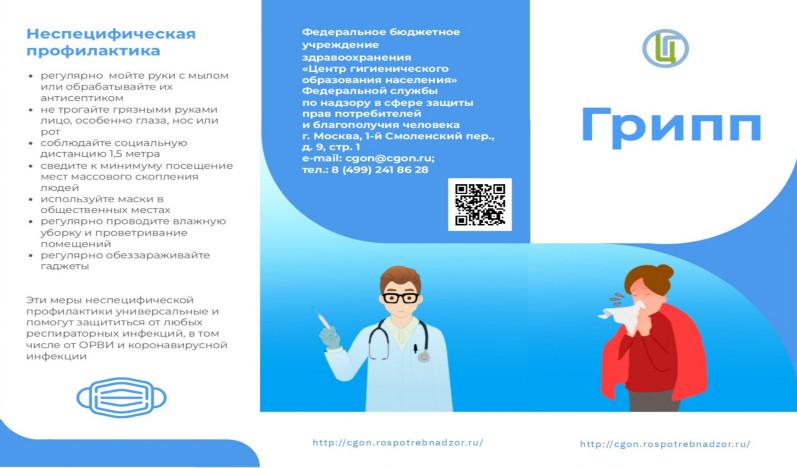 Неспецифическая
профилактика
• регулярно мойте руки с мылом
или обрабатывайте их
антисептиком
• не трогайте грязными руками
лицо, особенно глаза, нос или
рот
• соблюдайте социальную
дистанцию 1,5 метра
• сведите к минимуму посещение
мест массового скопления
людей
• используйте маски в
общественных местах
• регулярно проводите влажную
уборку и проветривание
помещений
• регулярно обеззараживайте
гаджеты
Эти меры неспецифической
профилактики универсальные и
помогут защититься от любых
респираторных инфекций, в том
числе от ОРВИ и коронавирусной
инфекции
Федеральное бюджетное
учреждение
здравоохранения
«Центр гигиенического
образования населения»
Федеральной службы
по надзору в сфере защиты
прав потребителей
и благополучия человека
г. Москва, 1-й Смоленский пер.,
д. 9, стр. 1
e-mail: cgon@cgon.ru;
тел.: 8 (499) 241 86 28
http://cgon.rospotrebnadzor.ru/
Грипп
http://cgon.rospotrebnadzor.ru/